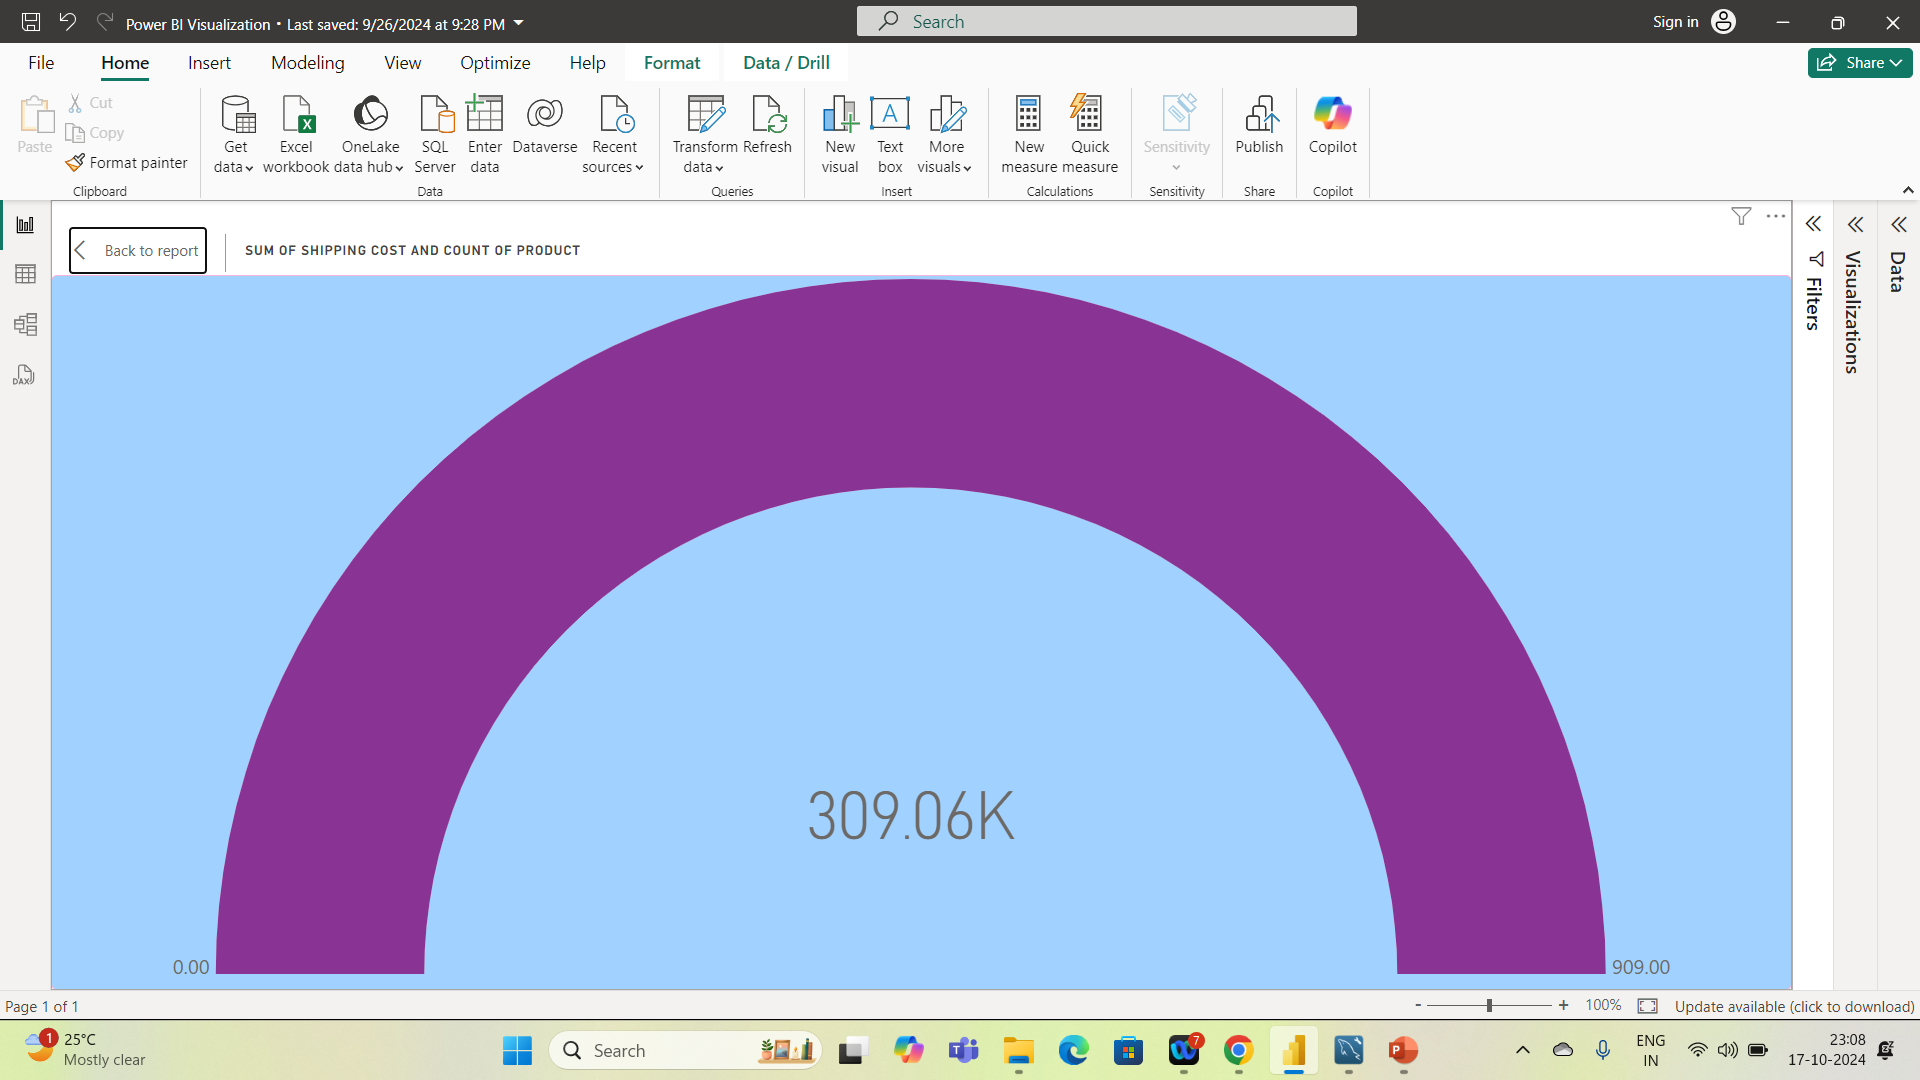 Power BI Visualization • Last saved: 9/26/2024 at 9:28 PM
Search
Sign in
File Home Insert Modeling View Optimize Help Format Data / Drill
Share
Paste
Cut
Copy
Format painter
Clipboard
Get data
Excel workbook
OneLake data hub
SQL Server
Enter data
Dataverse
Recent sources
Data
Transform data
Refresh
Queries
New visual
A
Text box
More visuals
Insert
New measure
Quick measure
Calculations
Sensitivity
Sensitivity
Publish
Share
Copilot
Copilot
DAX
Back to report
SUM OF SHIPPING COST AND COUNT OF PRODUCT
Filters
Visualizations
Data
309.06K
0.00
909.00
Page 1 of 1
- + 100%
Update available (click to download)
1
25°C
Mostly clear
Search
7
ENG
IN
23:08
17-10-2024